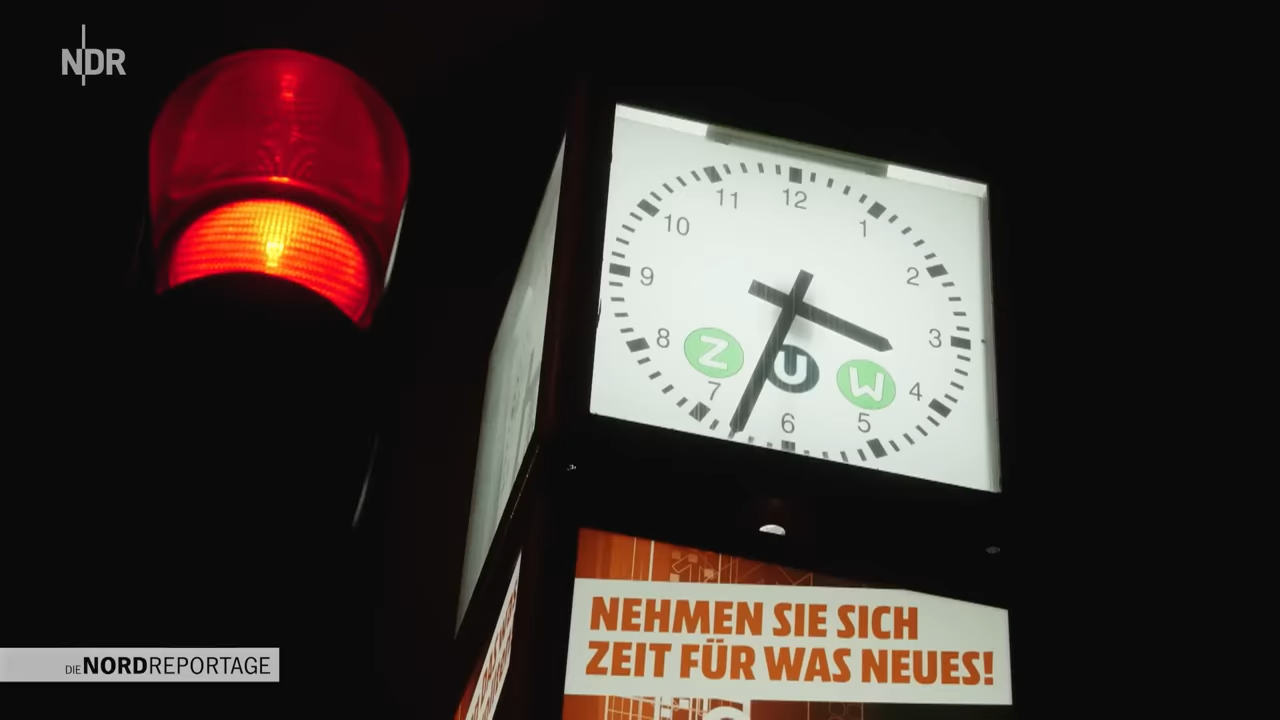 NDR
11 12 1
10 2
9 3
8 4
7 6 5
Z U W
NEHMEN SIE SICH
ZEIT FÜR WAS NEUES!
DIE NORDREPORTAGE